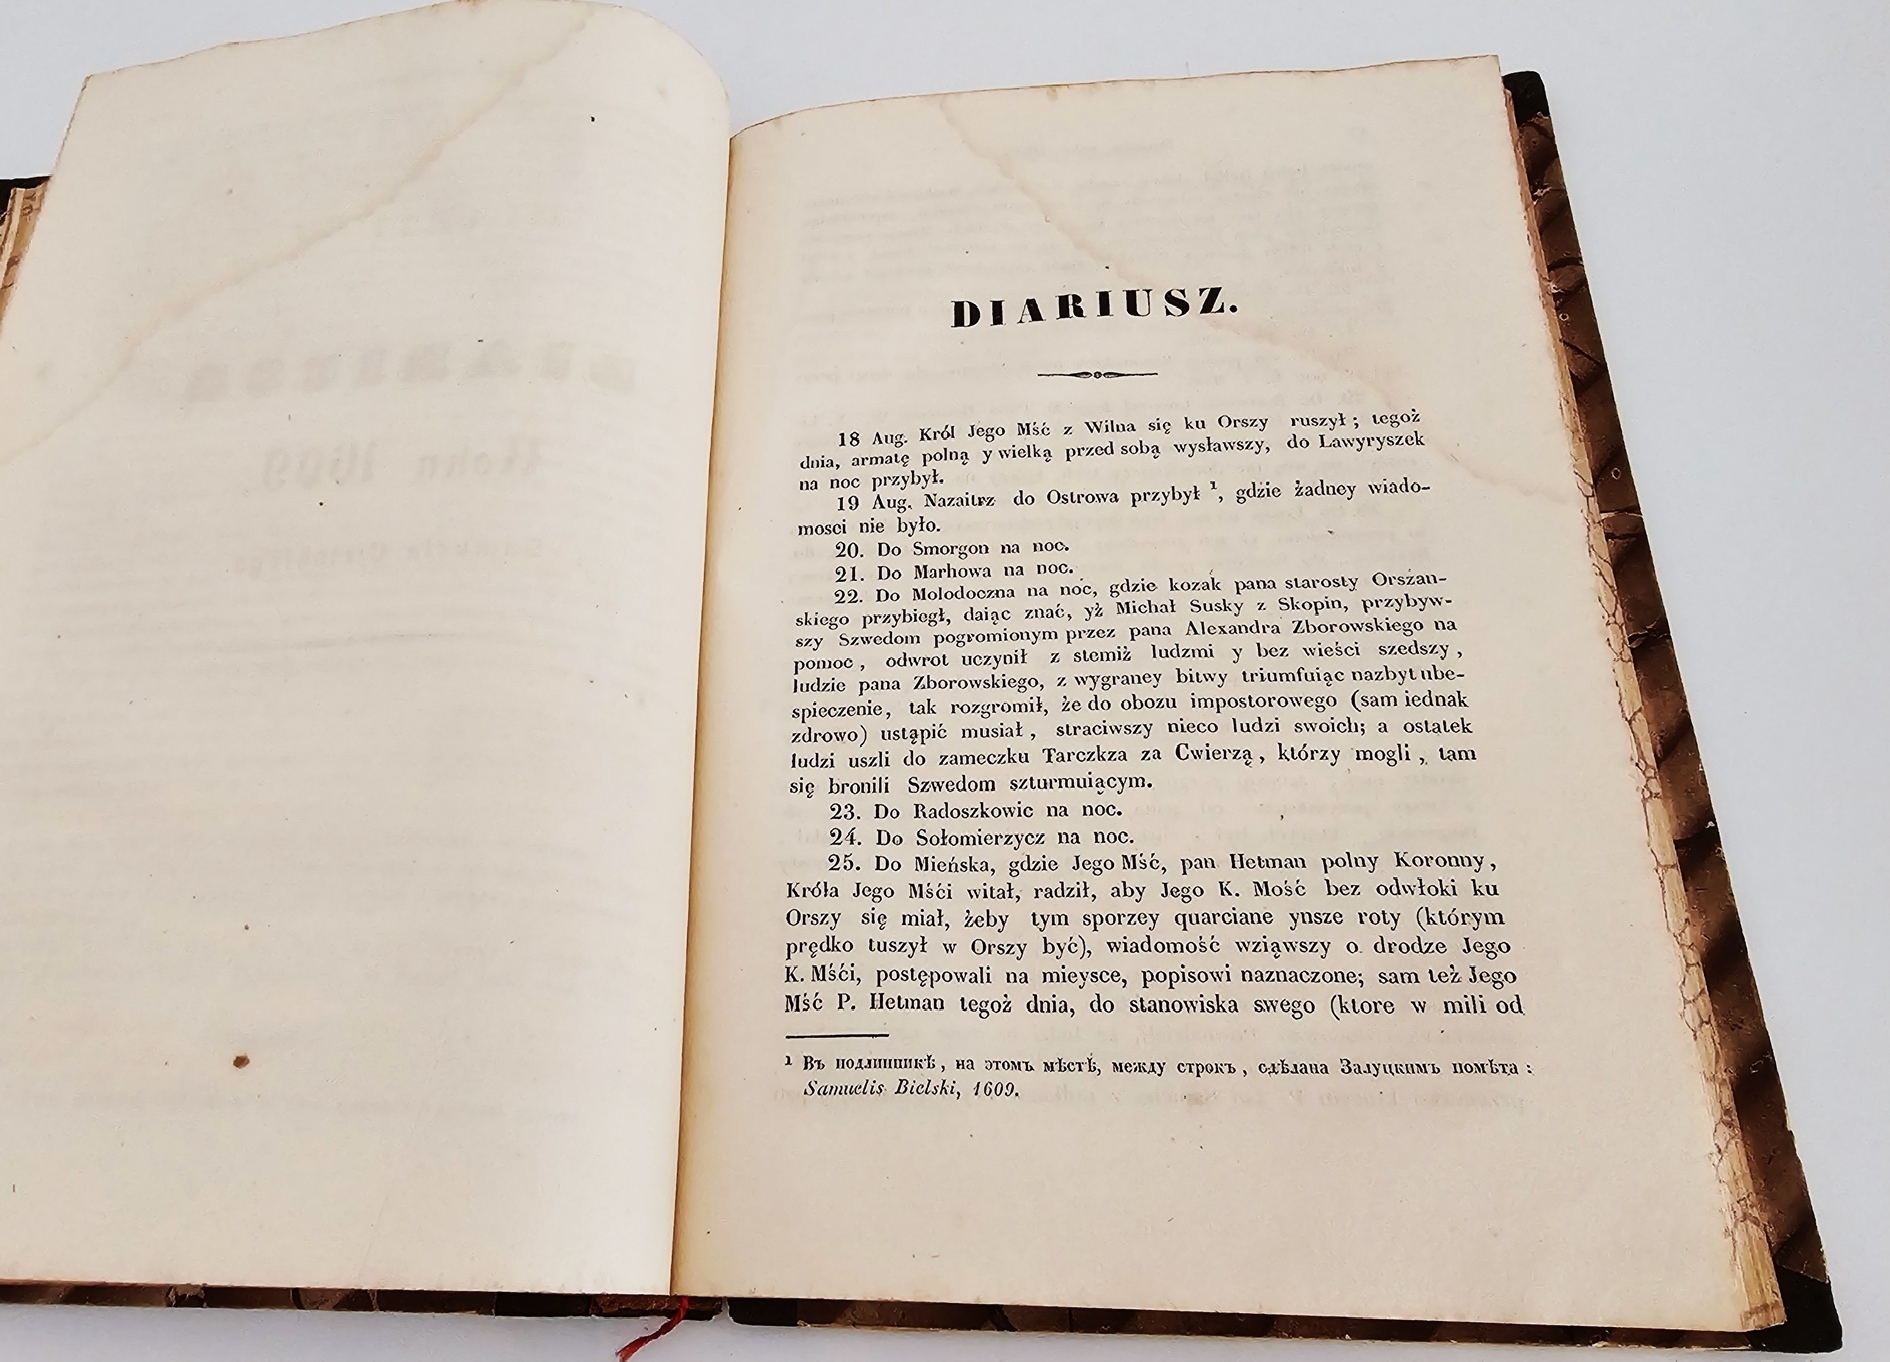 DIARIUSZ.
18 Aug. Król Jego Mść z Wilna się ku Orszy ruszył; tegoż
dnia, armatę polną y wielką przed sobą wysławszy, do Lawyryszek
na noc przybył.
19 Aug. Nazaitrz do Ostrowa przybył ¹, gdzie żadney wiado-
mosci nie było.
20. Do Smorgon na noc.
21. Do Marhowa na noc.
22. Do Molodoczna na noc, gdzie kozak pana starosty Orszan-
skiego przybiegł, daiąc znać, yż Michał Susky z Skopin, przybyw-
szy Szwedom pogromionym przez pana Alexandra Zborowskiego na
pomoc, odwrot uczynił z stemiż ludzmi y bez wieści szedszy,
ludzie pana Zborowskiego, z wygraney bitwy triumfuiąc nazbyt ube-
spieczenie, tak rozgromił, że do obozu impostorowego (sam iednak
zdrowo) ustąpić musiał, straciwszy nieco ludzi swoich; a ostatek
ludzi uszli do zameczku Tarczkza za Cwierzą, którzy mogli, tam
się bronili Szwedom szturmuiącym.
23. Do Radoszkowic na noc.
24. Do Sołomierzycz na noc.
25. Do Mieńska, gdzie Jego Mść, pan Hetman polny Koronny,
Króla Jego Mści witał, radził, aby Jego K. Mość bez odwłoki ku
Orszy się miał, żeby tym sporzey quarciane ynsze roty (którym
prędko tuszył w Orszy być), wiadomość wziąwszy o drodze Jego
K. Mści, postępowali na mieysce, popisowi naznaczone; sam też Jego
Mść P. Hetman tegoż dnia, do stanowiska swego (ktore w mili od
¹ Въ подлинникѣ, на этомъ мѣстѣ, между строкъ, сдѣлана Залуцкимъ помѣта:
Samuelis Bielski, 1609.